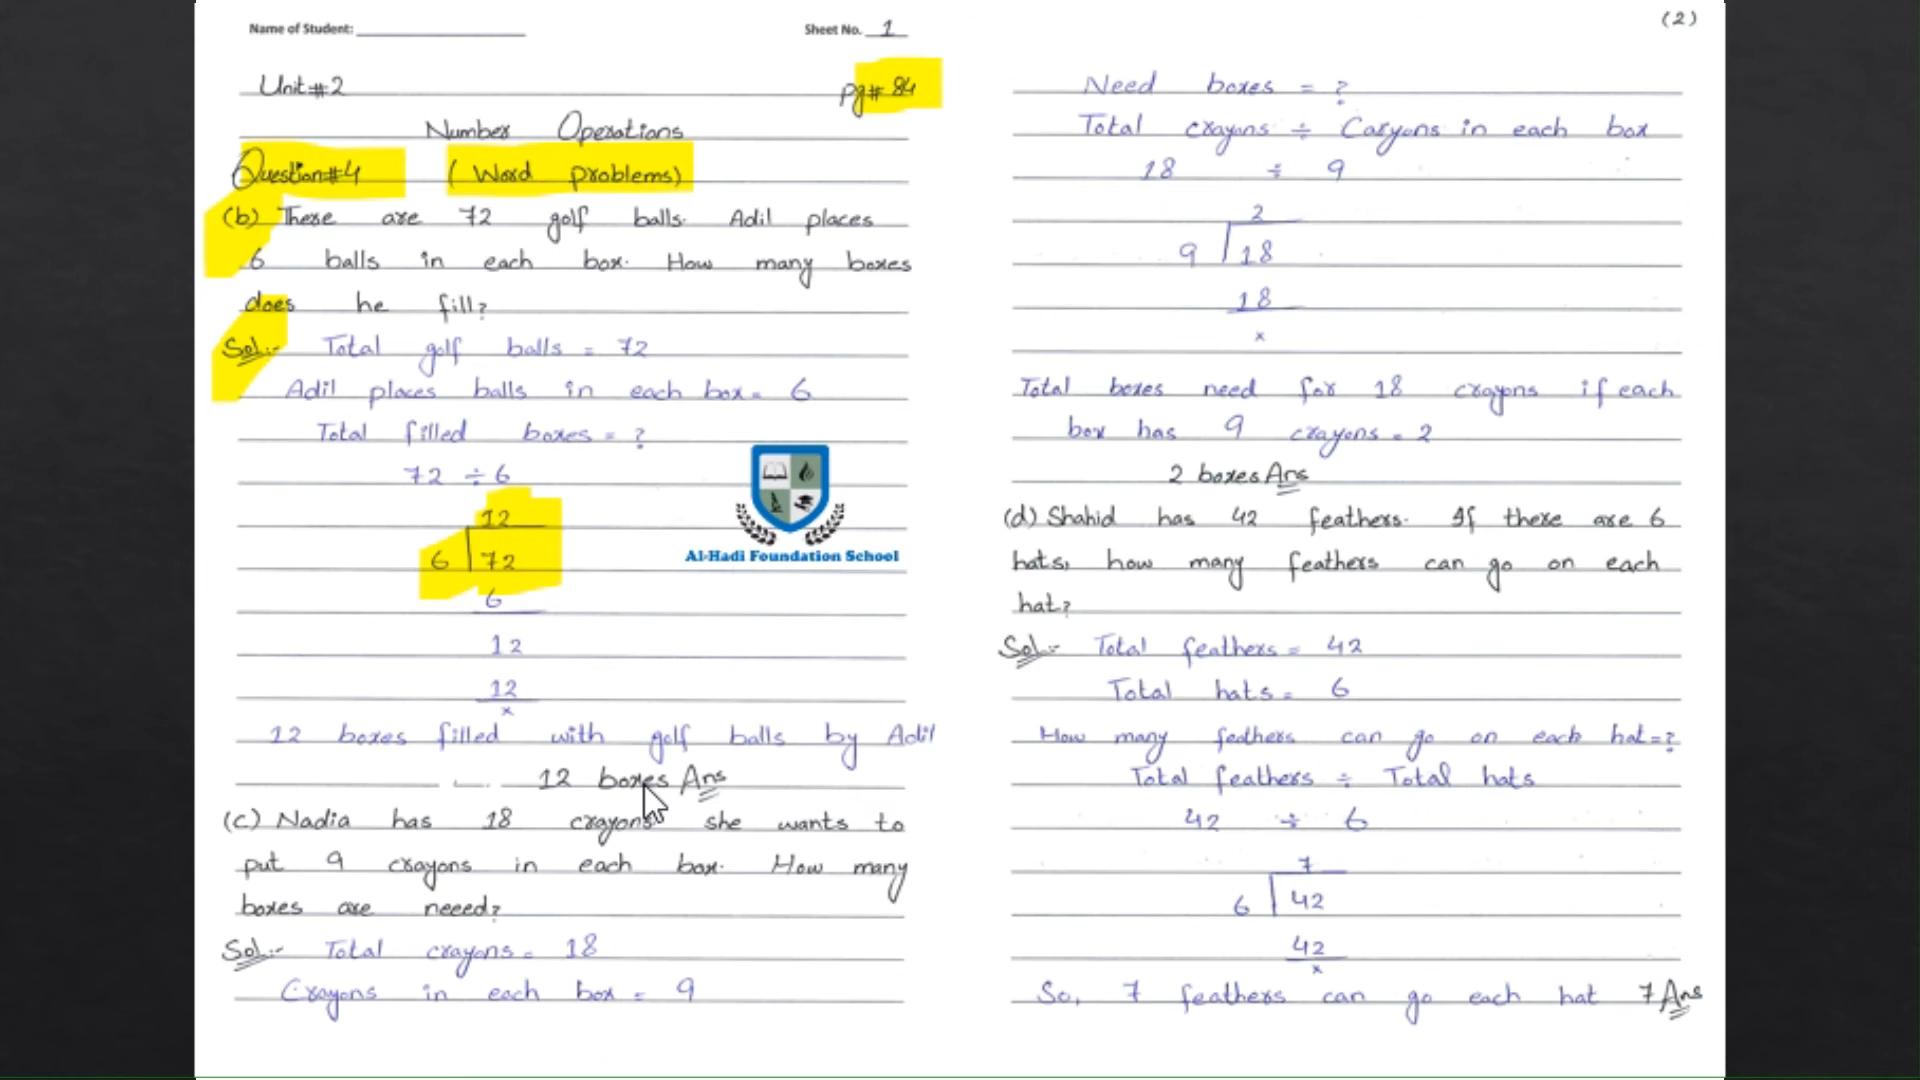 Name of Student:
Sheet No. 1
Unit#2
Pg# 84
Number Operations
Question#4 (Word problems)
(b) There are 72 golf balls. Adil places
6 balls in each box. How many boxes
does he fill?
Sol:- Total golf balls = 72
Adil places balls in each box = 6
Total filled boxes = ?
72 ÷ 6
12
6 72
6
12
12
x
12 boxes filled with golf balls by Adil
12 boxes Ans
(c) Nadia has 18 crayons she wants to
put 9 crayons in each box. How many
boxes are neeed?
Sol:- Total crayons = 18
Crayons in each box = 9
Al-Hadi Foundation School
(2)
Need boxes = ?
Total crayons ÷ Caryons in each box
18 ÷ 9
2
9 18
18
x
Total boxes need for 18 crayons if each
box has 9 crayons = 2
2 boxes Ans
(d) Shahid has 42 feathers. If there are 6
hats, how many feathers can go on each
hat?
Sol:- Total feathers = 42
Total hats = 6
How many feathers can go on each hat=?
Total feathers ÷ Total hats
42 ÷ 6
7
6 42
42
x
So, 7 feathers can go each hat 7 Ans